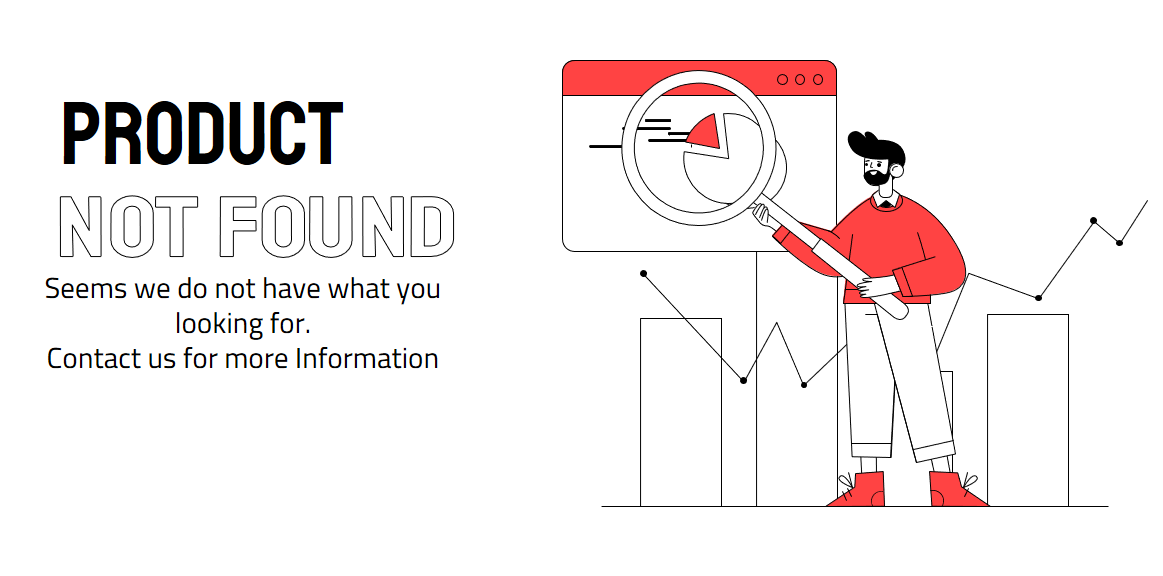 PRODUCT
NOT FOUND
Seems we do not have what you
looking for.
Contact us for more Information